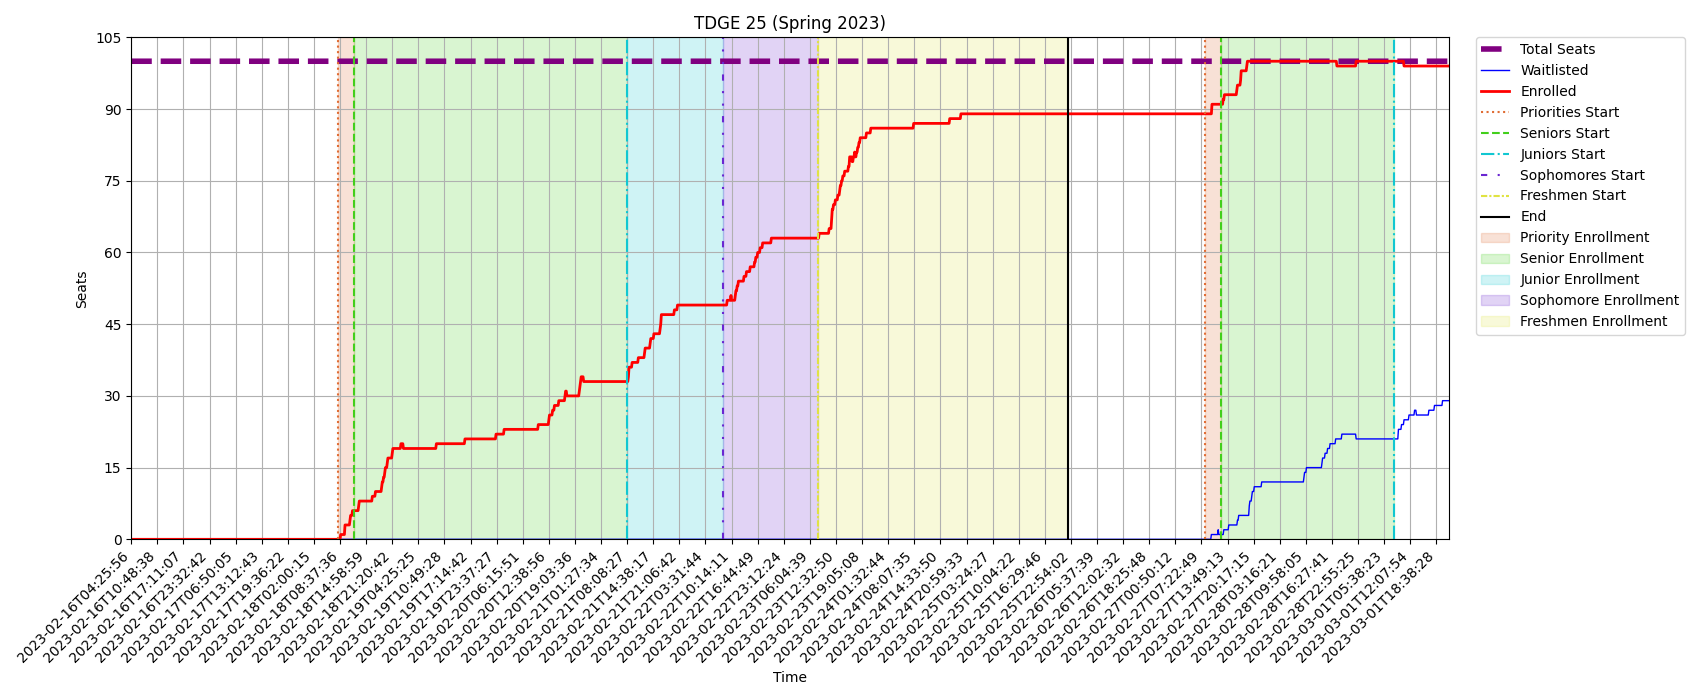 TDGE 25 (Spring 2023)
105
90
75
60
45
30
15
0
Seats
2023-02-16T04:25:56
2023-02-16T10:48:38
2023-02-16T17:11:07
2023-02-16T23:32:42
2023-02-17T06:50:05
2023-02-17T13:12:43
2023-02-17T19:36:22
2023-02-18T02:00:15
2023-02-18T08:37:36
2023-02-18T14:58:59
2023-02-18T21:20:42
2023-02-19T04:25:25
2023-02-19T10:49:28
2023-02-19T17:14:42
2023-02-19T23:37:27
2023-02-20T06:15:51
2023-02-20T12:38:56
2023-02-20T19:03:36
2023-02-21T01:27:34
2023-02-21T08:08:27
2023-02-21T14:38:17
2023-02-21T21:06:42
2023-02-22T03:31:44
2023-02-22T10:14:11
2023-02-22T16:44:49
2023-02-22T23:12:24
2023-02-23T06:04:39
2023-02-23T12:32:50
2023-02-23T19:05:08
2023-02-24T01:32:44
2023-02-24T08:07:35
2023-02-24T14:33:50
2023-02-24T20:59:33
2023-02-25T03:24:27
2023-02-25T10:04:22
2023-02-25T16:29:46
2023-02-25T22:54:02
2023-02-26T05:37:39
2023-02-26T12:02:32
2023-02-26T18:25:48
2023-02-27T00:50:12
2023-02-27T07:22:49
2023-02-27T13:49:13
2023-02-27T20:17:15
2023-02-28T03:16:21
2023-02-28T09:58:05
2023-02-28T16:27:41
2023-02-28T22:55:25
2023-03-01T05:38:23
2023-03-01T12:07:54
2023-03-01T18:38:28
Time
Total Seats
Waitlisted
Enrolled
Priorities Start
Seniors Start
Juniors Start
Sophomores Start
Freshmen Start
End
Priority Enrollment
Senior Enrollment
Junior Enrollment
Sophomore Enrollment
Freshmen Enrollment